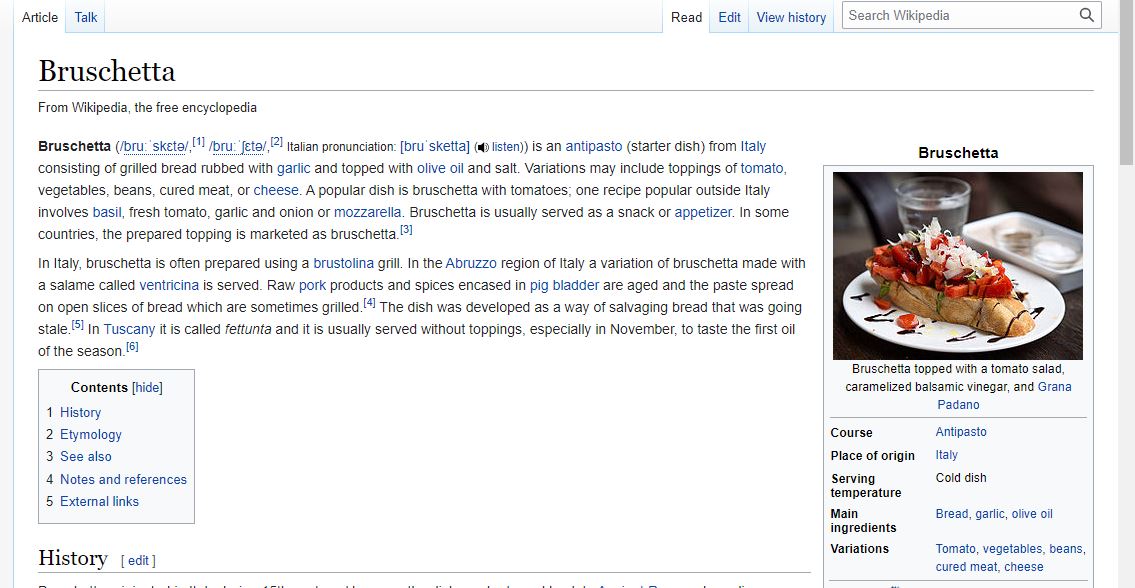 Article Talk Read Edit View history Search Wikipedia
Bruschetta
From Wikipedia, the free encyclopedia
Bruschetta (/bruːˈskɛtə/,[1] /bruːˈʃɛtə/,[2] Italian pronunciation: [bruˈsketta] (listen)) is an antipasto (starter dish) from Italy
consisting of grilled bread rubbed with garlic and topped with olive oil and salt. Variations may include toppings of tomato,
vegetables, beans, cured meat, or cheese. A popular dish is bruschetta with tomatoes; one recipe popular outside Italy
involves basil, fresh tomato, garlic and onion or mozzarella. Bruschetta is usually served as a snack or appetizer. In some
countries, the prepared topping is marketed as bruschetta.[3]
In Italy, bruschetta is often prepared using a brustolina grill. In the Abruzzo region of Italy a variation of bruschetta made with
a salame called ventricina is served. Raw pork products and spices encased in pig bladder are aged and the paste spread
on open slices of bread which are sometimes grilled.[4] The dish was developed as a way of salvaging bread that was going
stale.[5] In Tuscany it is called fettunta and it is usually served without toppings, especially in November, to taste the first oil
of the season.[6]
Contents [hide]
1 History
2 Etymology
3 See also
4 Notes and references
5 External links
History [ edit ]
Bruschetta
Bruschetta topped with a tomato salad,
caramelized balsamic vinegar, and Grana
Padano
Course Antipasto
Place of origin Italy
Serving
temperature Cold dish
Main
ingredients Bread, garlic, olive oil
Variations Tomato, vegetables, beans,
cured meat, cheese